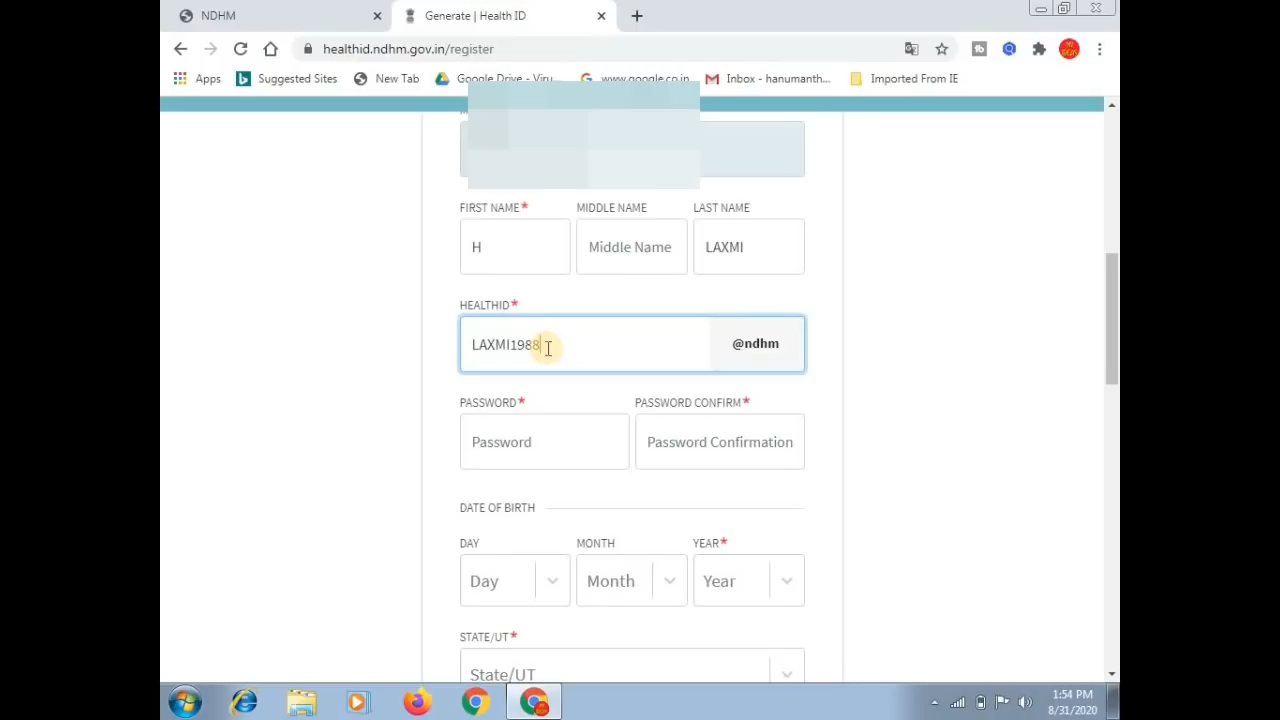 NDHM
Generate | Health ID
healthid.ndhm.gov.in/register
Apps
Suggested Sites
New Tab
Google Drive - Viru...
www.google.co.in
Inbox - hanumanth...
Imported From IE
FIRST NAME*
MIDDLE NAME
LAST NAME
H
Middle Name
LAXMI
HEALTHID*
LAXMI1988
@ndhm
PASSWORD*
PASSWORD CONFIRM*
Password
Password Confirmation
DATE OF BIRTH
DAY
MONTH
YEAR*
Day
Month
Year
STATE/UT*
State/UT
1:54 PM
8/31/2020